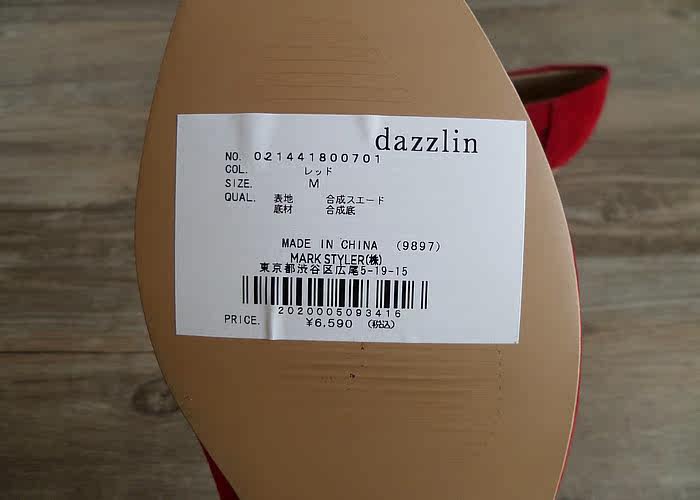 dazzlin
NO. 021441800701
COL. レッド
SIZE. M
QUAL. 表地 合成スエード
底材 合成底
MADE IN CHINA (9897)
MARK STYLER(株)
東京都渋谷区広尾5-19-15
2020005093416
PRICE. ¥6,590 (税込)